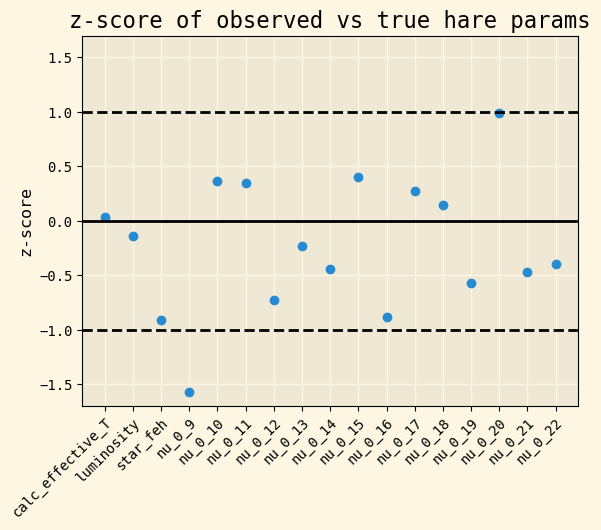 z-score of observed vs true hare params
z-score
1.5
1.0
0.5
0.0
−0.5
−1.0
−1.5
calc_effective_T
luminosity
star_feh
nu_0_9
nu_0_10
nu_0_11
nu_0_12
nu_0_13
nu_0_14
nu_0_15
nu_0_16
nu_0_17
nu_0_18
nu_0_19
nu_0_20
nu_0_21
nu_0_22